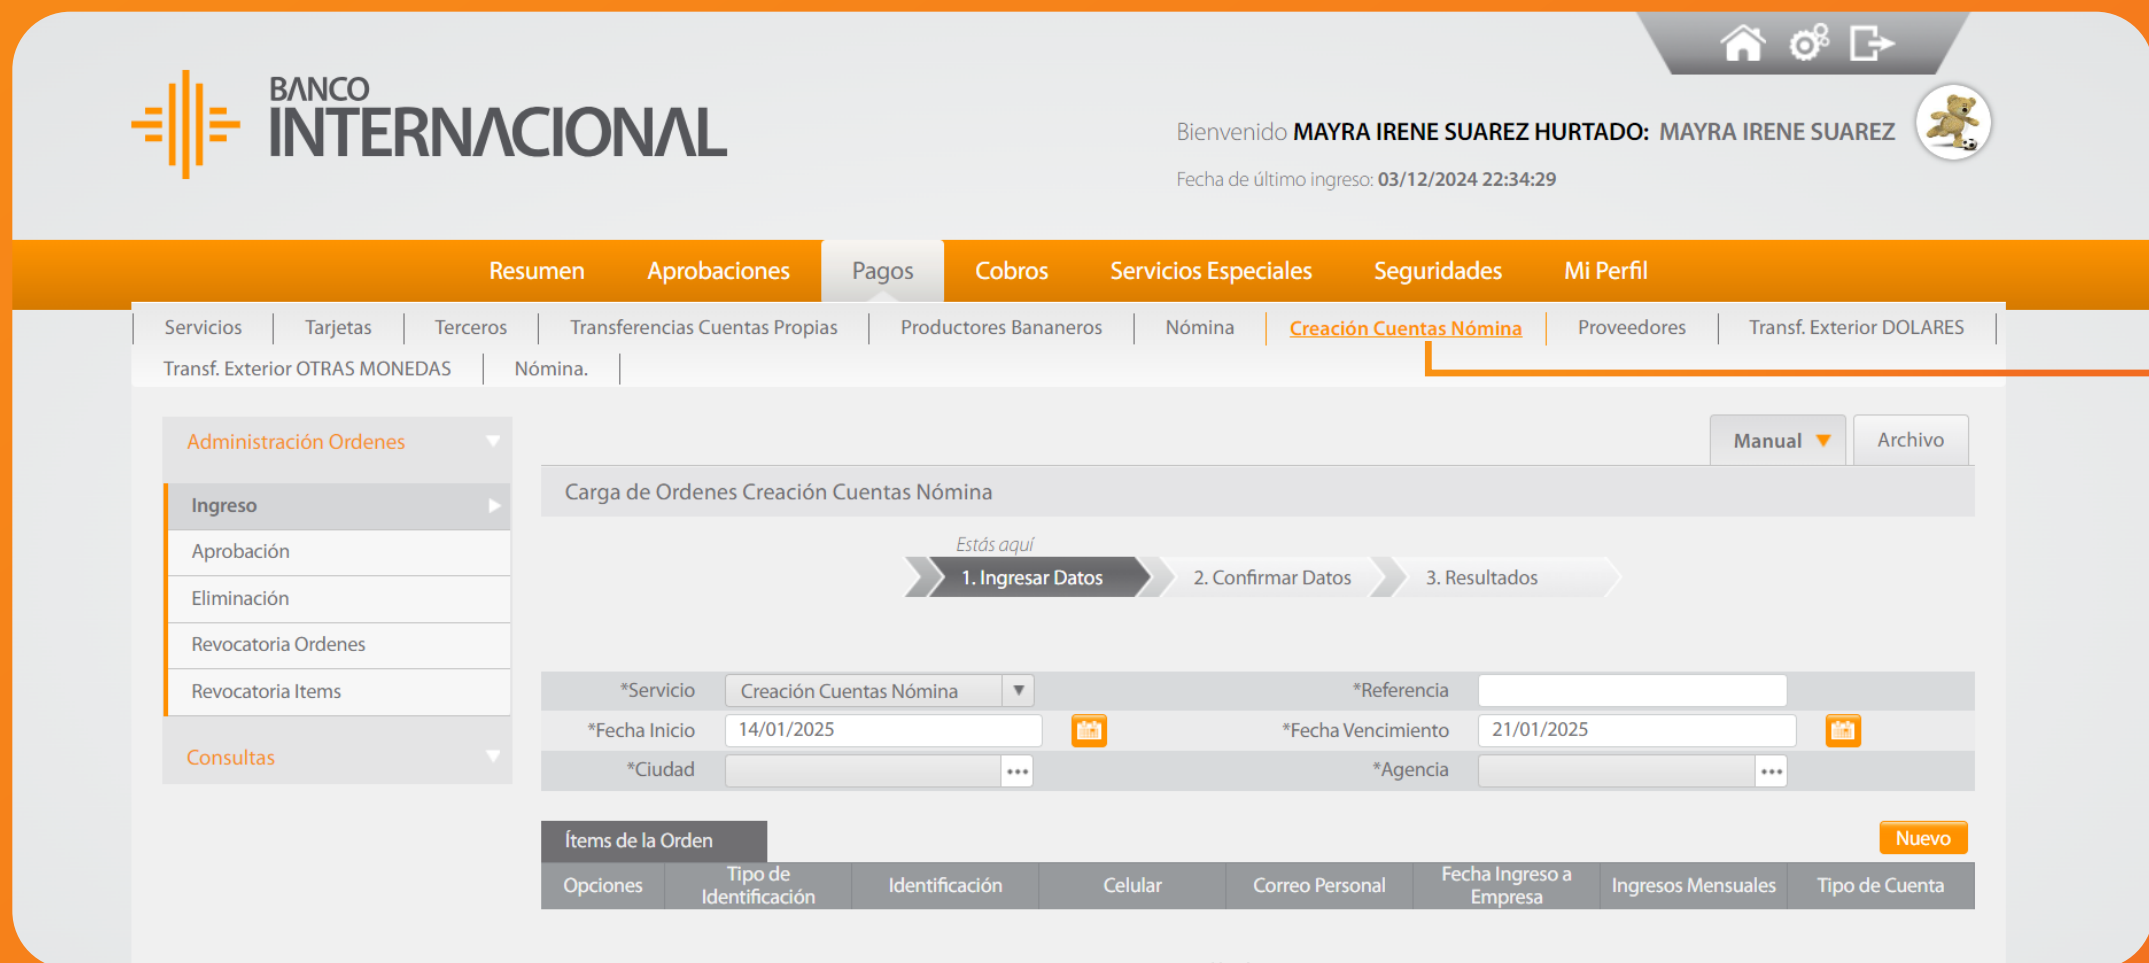 BANCO
INTERNACIONAL
Bienvenido MAYRA IRENE SUAREZ HURTADO: MAYRA IRENE SUAREZ
Fecha de último ingreso: 03/12/2024 22:34:29
Resumen Aprobaciones Pagos Cobros Servicios Especiales Seguridades Mi Perfil
Servicios Tarjetas Terceros Transferencias Cuentas Propias Productores Bananeros Nómina Creación Cuentas Nómina Proveedores Transf. Exterior DOLARES
Transf. Exterior OTRAS MONEDAS Nómina.
Administración Ordenes
Ingreso
Aprobación
Eliminación
Revocatoria Ordenes
Revocatoria Items
Consultas
Manual Archivo
Carga de Ordenes Creación Cuentas Nómina
Estás aquí
1. Ingresar Datos 2. Confirmar Datos 3. Resultados
*Servicio Creación Cuentas Nómina *Referencia
*Fecha Inicio 14/01/2025 *Fecha Vencimiento 21/01/2025
*Ciudad ... *Agencia ...
Ítems de la Orden Nuevo
Opciones Tipo de Identificación Identificación Celular Correo Personal Fecha Ingreso a Empresa Ingresos Mensuales Tipo de Cuenta